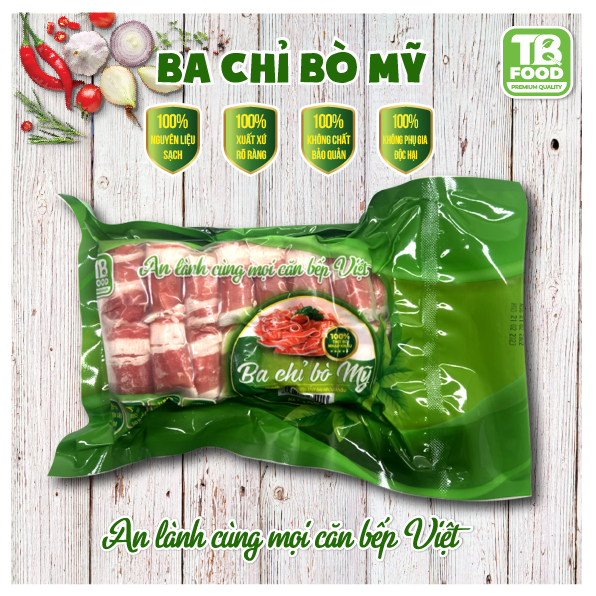 BA CHỈ BÒ MỸ
TB
FOOD
PREMIUM QUALITY
100%
NGUYÊN LIỆU
SẠCH
100%
XUẤT XỨ
RÕ RÀNG
100%
KHÔNG CHẤT
BẢO QUẢN
100%
KHÔNG PHỤ GIA
ĐỘC HẠI
TB
FOOD
An lành cùng mọi căn bếp Việt
100%
Ba chỉ bò Mỹ
An lành cùng mọi căn bếp Việt